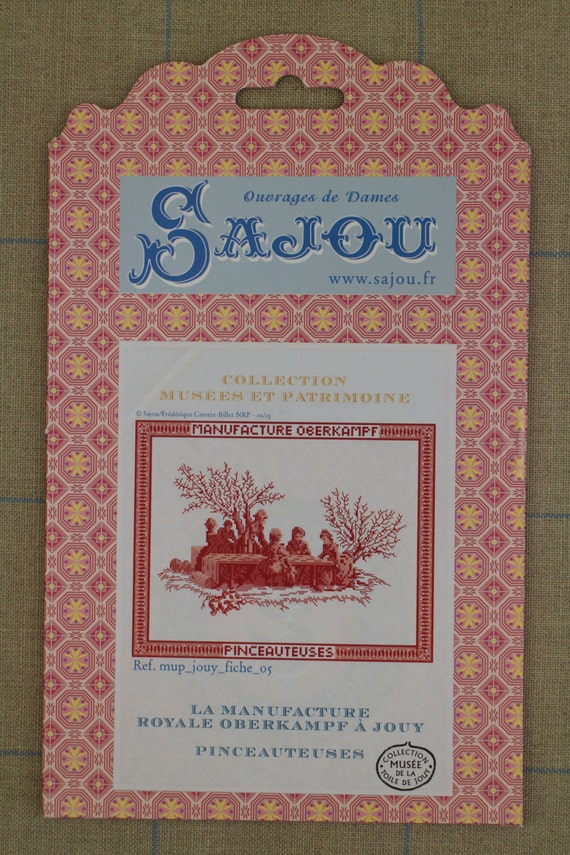 Ouvrages de Dames
SAJOU
www.sajou.fr
COLLECTION
MUSÉES ET PATRIMOINE
© Sajou/Frédérique Crestin-Billet NRP - 01/13
MANUFACTURE OBERKAMPF
PINCEAUTEUSES
Ref. mup_jouy_fiche_05
LA MANUFACTURE
ROYALE OBERKAMPF À JOUY
PINCEAUTEUSES
COLLECTION
MUSÉE
DE LA
TOILE DE JOUY